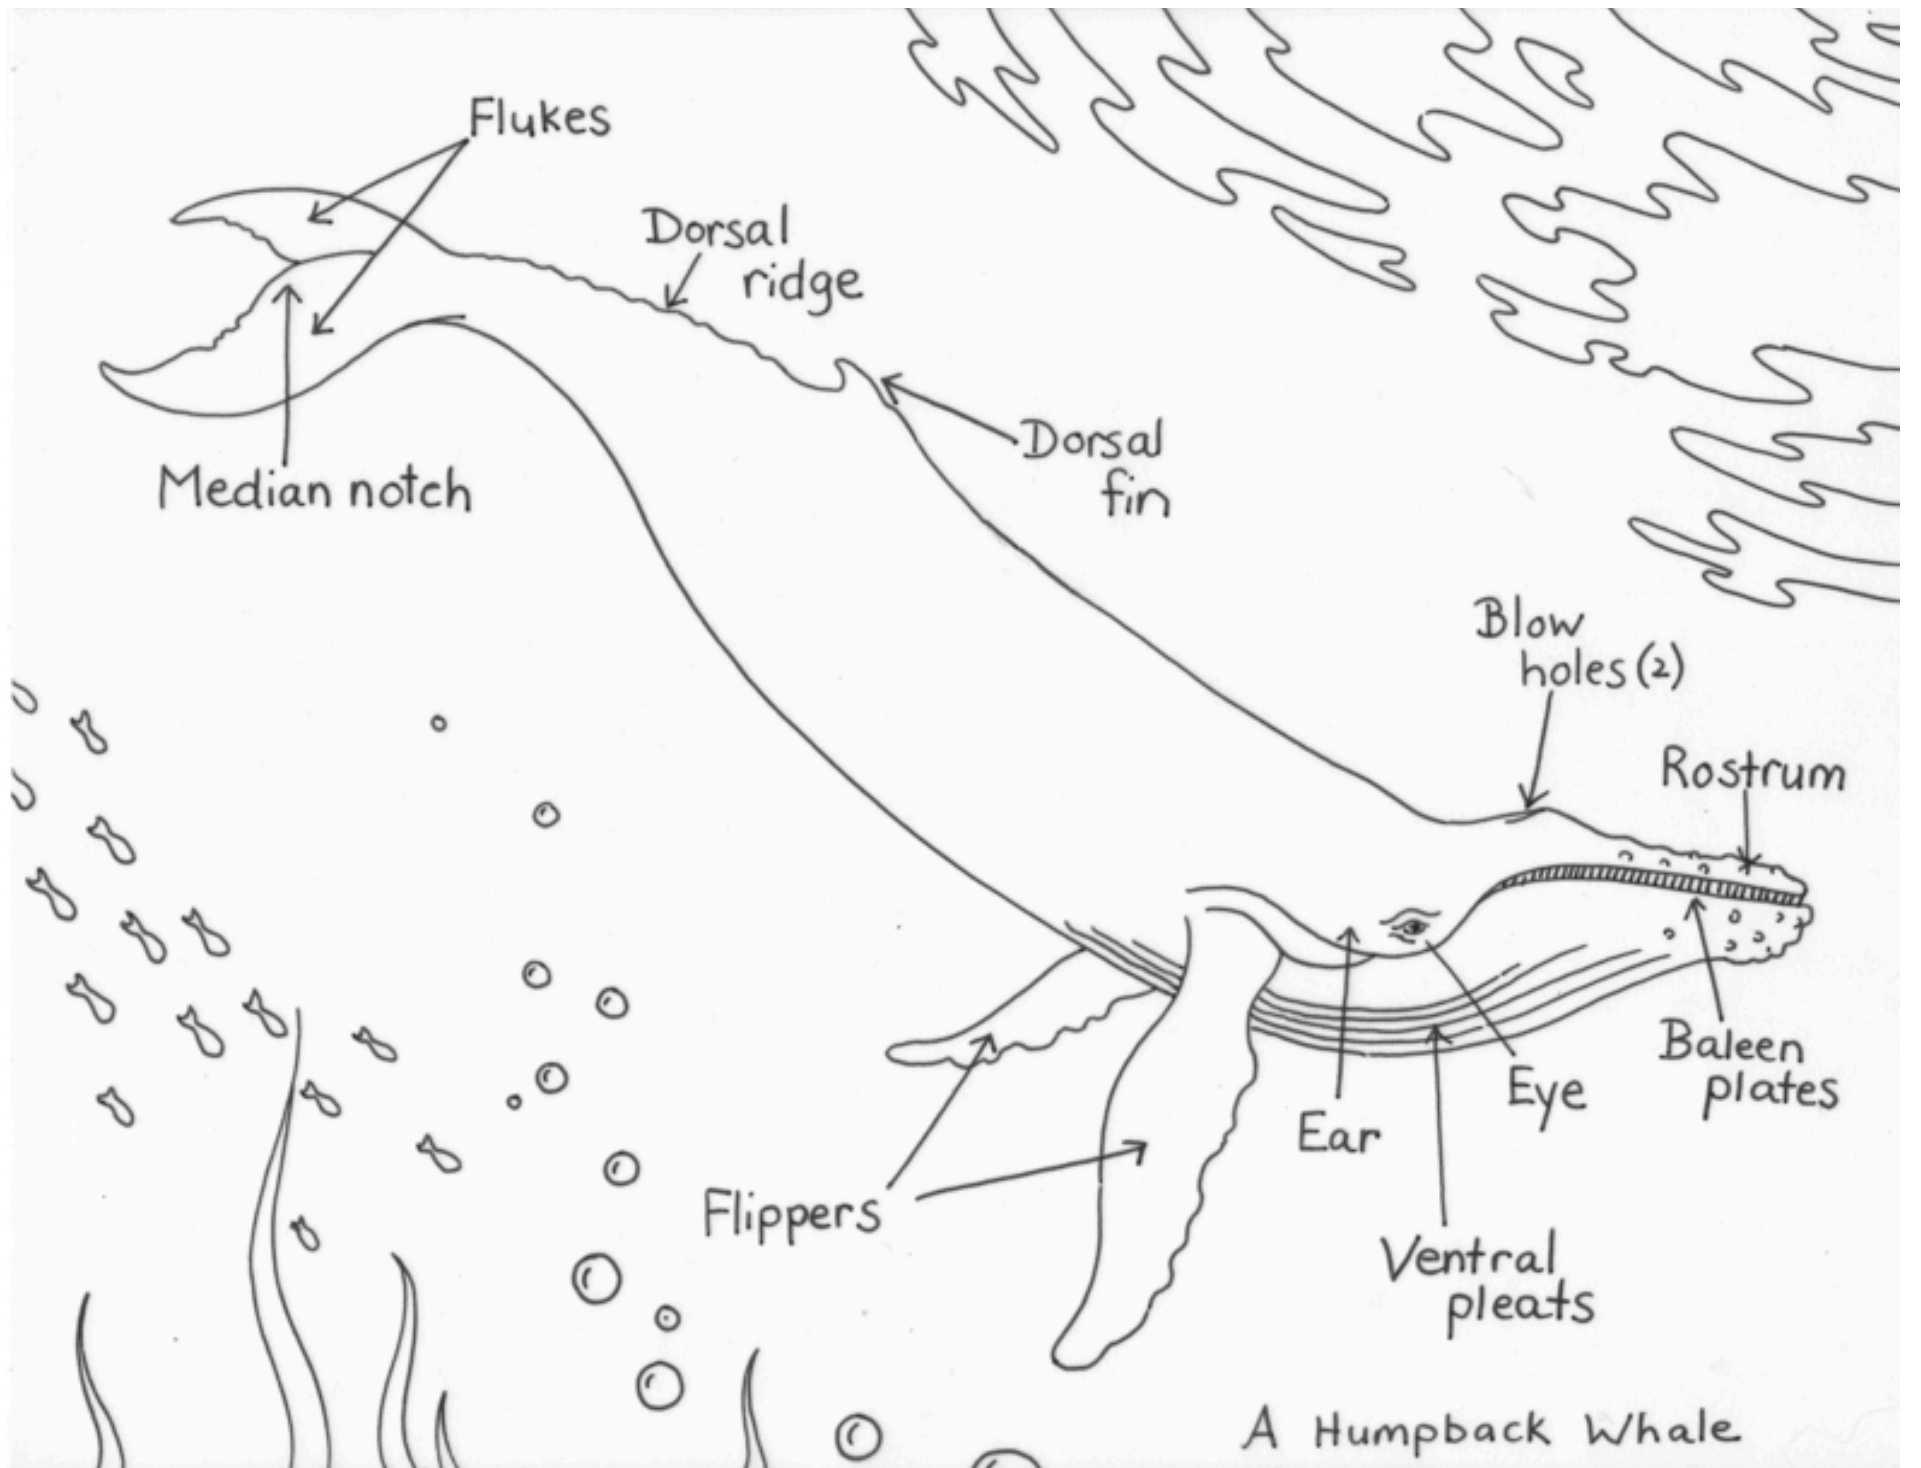 Flukes
Dorsal
ridge
Dorsal
fin
Median notch
Blow
holes (2)
Rostrum
Baleen
plates
Eye
Ear
Flippers
Ventral
pleats
A Humpback Whale